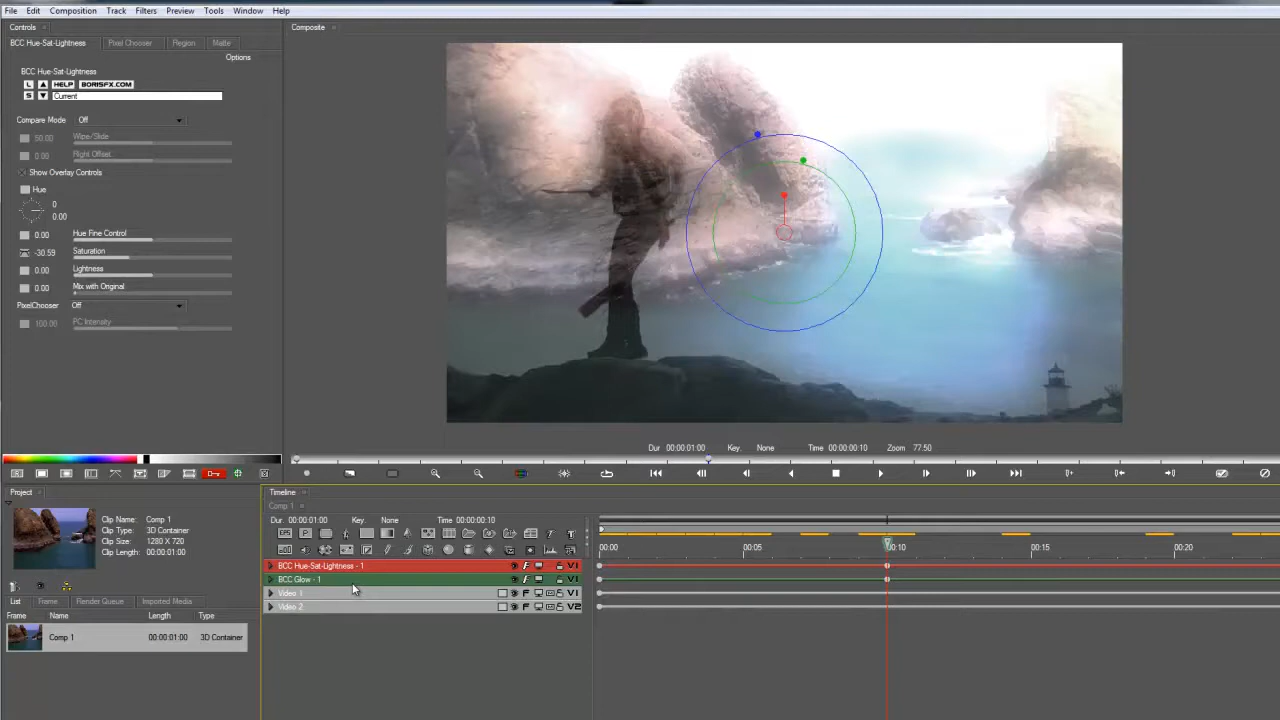 File Edit Composition Track Filters Preview Tools Window Help
Controls
Composite
BCC Hue-Sat-Lightness Pixel Chooser Region Matte
Options
BCC Hue-Sat-Lightness
L HELP BORISFX.COM
S Current
Compare Mode Off
50.00 Wipe/Slide
0.00 Right Offset
Show Overlay Controls
Hue
0
0.00
0.00 Hue Fine Control
-30.59 Saturation
0.00 Lightness
0.00 Mix with Original
PixelChooser Off
100.00 PC Intensity
Dur 00:00:01:00 Key. None Time 00:00:00:10 Zoom 77.50
Project
Clip Name: Comp 1
Clip Type: 3D Container
Clip Size: 1280 X 720
Clip Length: 00:00:01:00
List Frame Render Queue Imported Media
Frame Name Length Type
Comp 1 00:00:01:00 3D Container
Timeline
Comp 1
Dur. 00:00:01:00 Key. None Time 00:00:00:10
00:00 00:05 00:10 00:15 00:20
BCC Hue-Sat-Lightness - 1 V1
BCC Glow - 1 V1
Video 1 F V1
Video 2 F V2